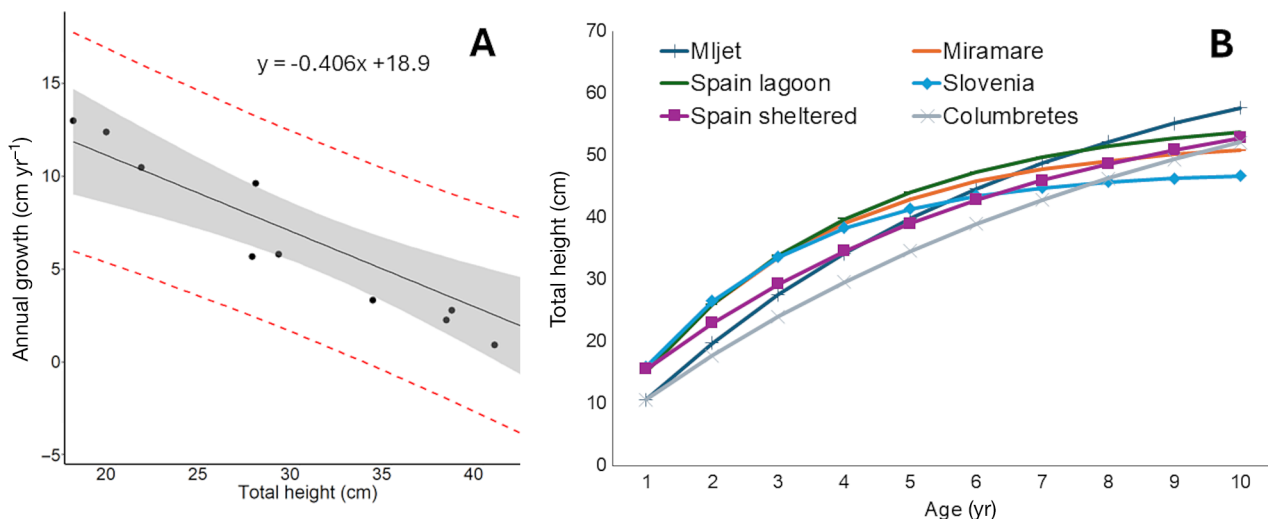 A
y = -0.406x +18.9
Annual growth (cm yr⁻¹)
15
10
5
0
−5
20 25 30 35 40
Total height (cm)
B
Mljet Miramare
Spain lagoon Slovenia
Spain sheltered Columbretes
Total height (cm)
70
60
50
40
30
20
10
0
1 2 3 4 5 6 7 8 9 10
Age (yr)